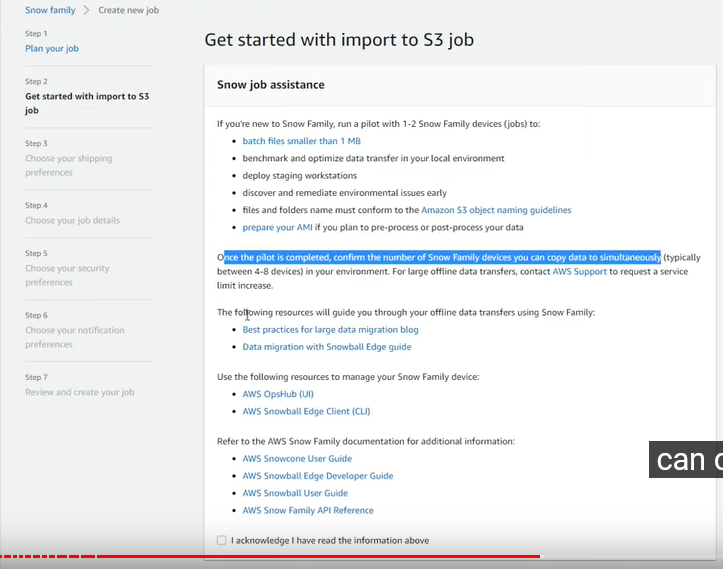 Snow family > Create new job
Step 1
Plan your job
Step 2
Get started with import to S3
job
Step 3
Choose your shipping
preferences
Step 4
Choose your job details
Step 5
Choose your security
preferences
Step 6
Choose your notification
preferences
Step 7
Review and create your job
Get started with import to S3 job
Snow job assistance
If you're new to Snow Family, run a pilot with 1-2 Snow Family devices (jobs) to:
batch files smaller than 1 MB
benchmark and optimize data transfer in your local environment
deploy staging workstations
discover and remediate environmental issues early
files and folders name must conform to the Amazon S3 object naming guidelines
prepare your AMI if you plan to pre-process or post-process your data
Once the pilot is completed, confirm the number of Snow Family devices you can copy data to simultaneously (typically
between 4-8 devices) in your environment. For large offline data transfers, contact AWS Support to request a service
limit increase.
The following resources will guide you through your offline data transfers using Snow Family:
Best practices for large data migration blog
Data migration with Snowball Edge guide
Use the following resources to manage your Snow Family device:
AWS OpsHub (UI)
AWS Snowball Edge Client (CLI)
Refer to the AWS Snow Family documentation for additional information:
AWS Snowcone User Guide
AWS Snowball Edge Developer Guide
AWS Snowball User Guide
AWS Snow Family API Reference
I acknowledge I have read the information above
can